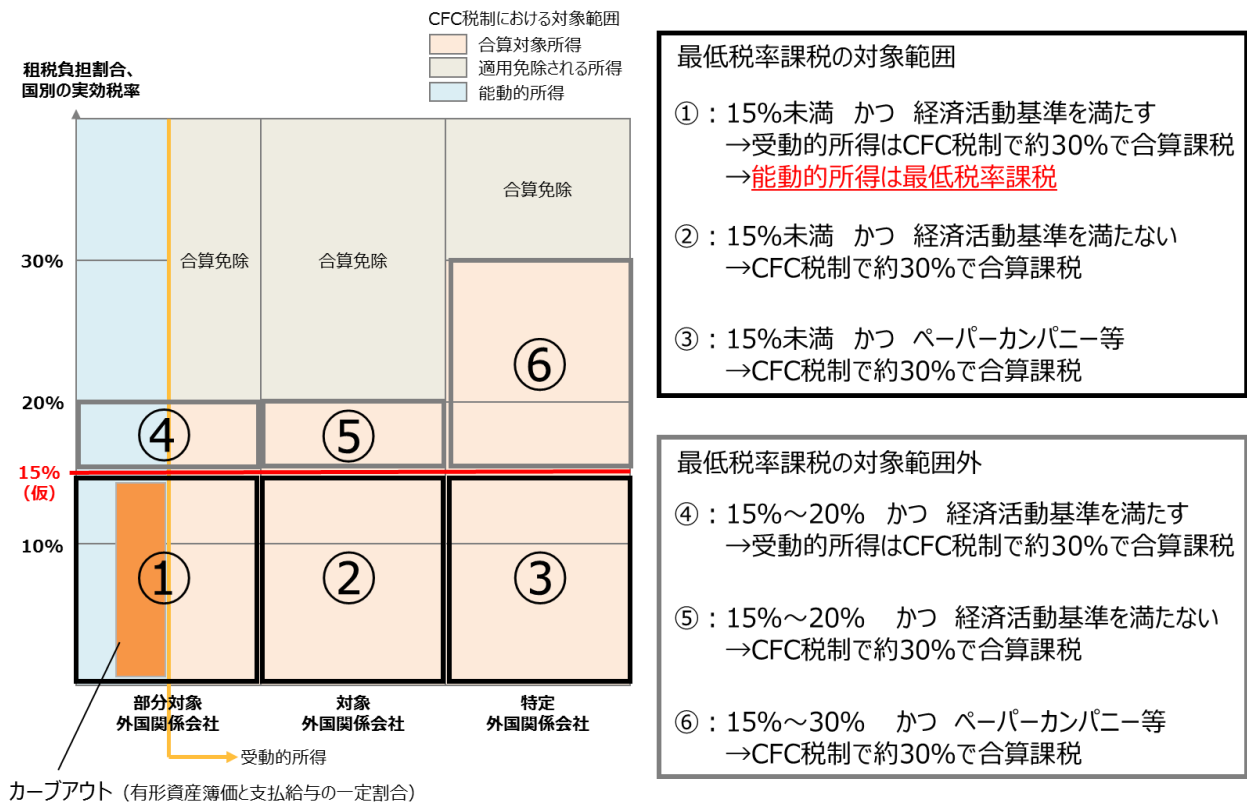 CFC税制における対象範囲
合算対象所得
適用免除される所得
能動的所得
租税負担割合、
国別の実効税率
合算免除
合算免除
合算免除
30%
⑥
20%
④
⑤
15%
（仮）
10%
①
②
③
部分対象
外国関係会社
対象
外国関係会社
特定
外国関係会社
受動的所得
カーブアウト（有形資産簿価と支払給与の一定割合）
最低税率課税の対象範囲
①：15%未満　かつ　経済活動基準を満たす
→受動的所得はCFC税制で約30%で合算課税
→能動的所得は最低税率課税
②：15%未満　かつ　経済活動基準を満たない
→CFC税制で約30%で合算課税
③：15%未満　かつ　ペーパーカンパニー等
→CFC税制で約30%で合算課税
最低税率課税の対象範囲外
④：15%～20%　かつ　経済活動基準を満たす
→受動的所得はCFC税制で約30%で合算課税
⑤：15%～20%　かつ　経済活動基準を満たない
→CFC税制で約30%で合算課税
⑥：15%～30%　かつ　ペーパーカンパニー等
→CFC税制で約30%で合算課税